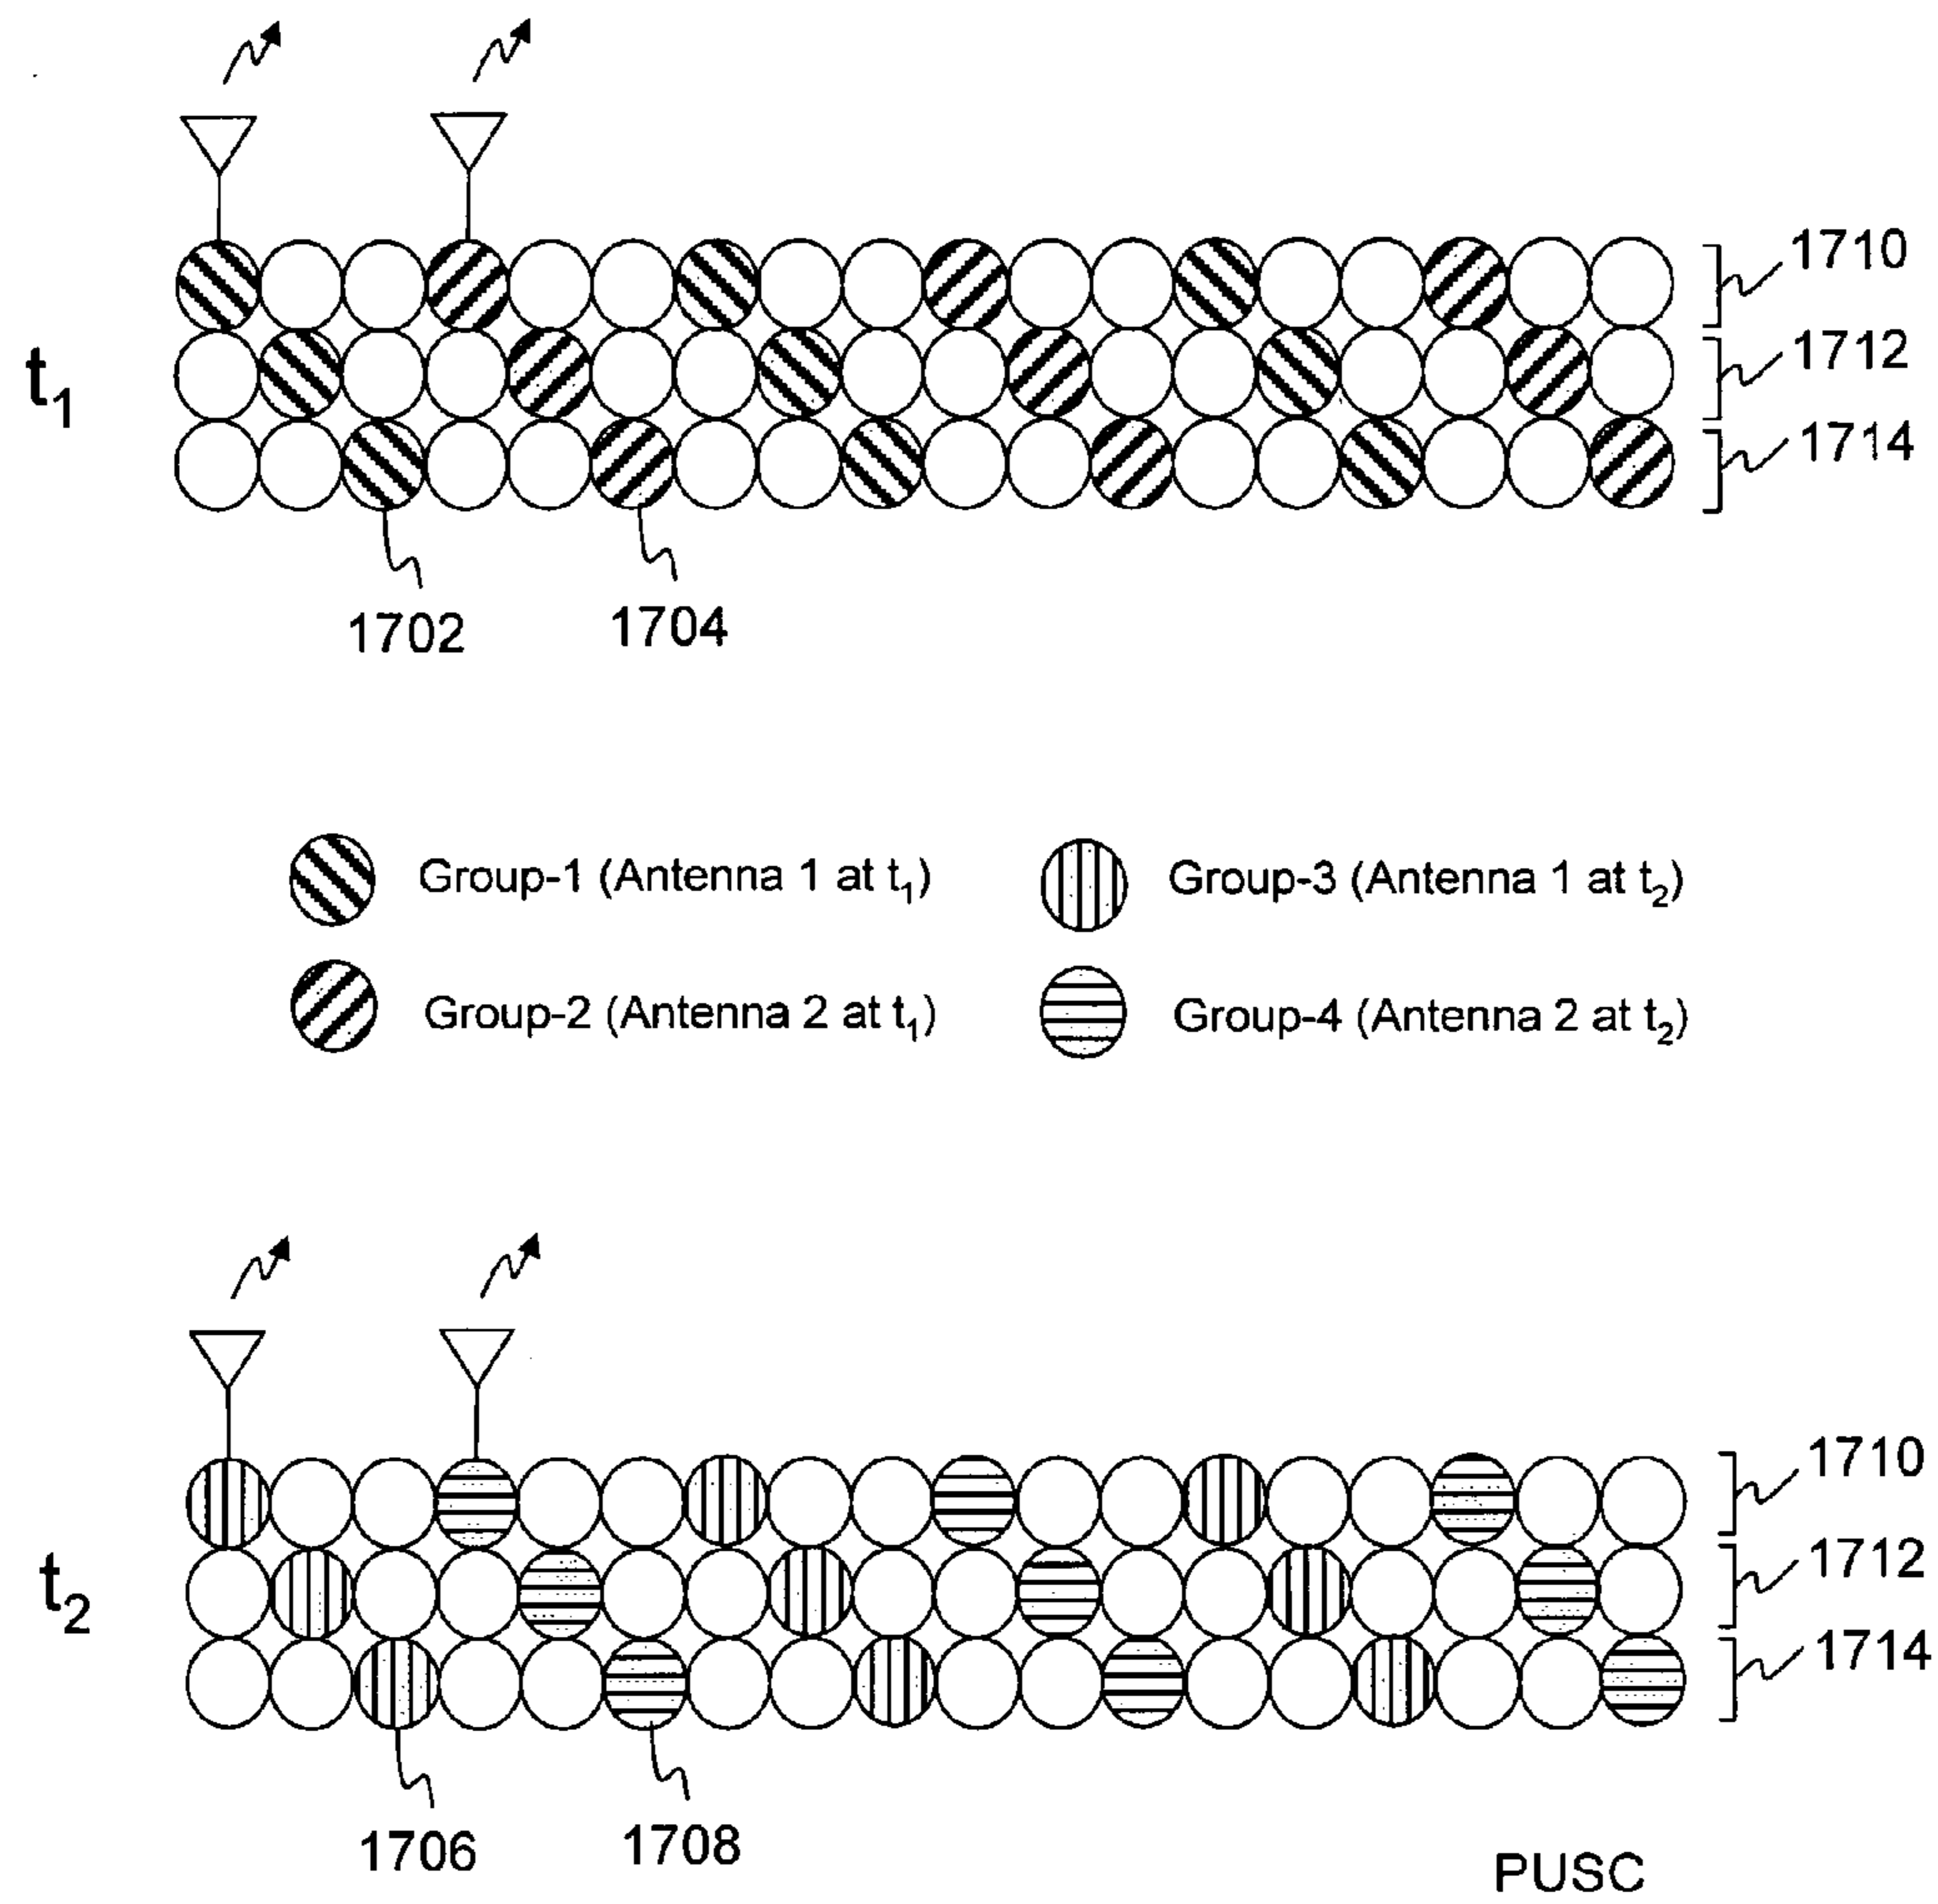 1710
1712
t1
1714
1702
1704
Group-1 (Antenna 1 at t1)
Group-3 (Antenna 1 at t2)
Group-2 (Antenna 2 at t1)
Group-4 (Antenna 2 at t2)
1710
1712
t2
1714
1706
1708
PUSC